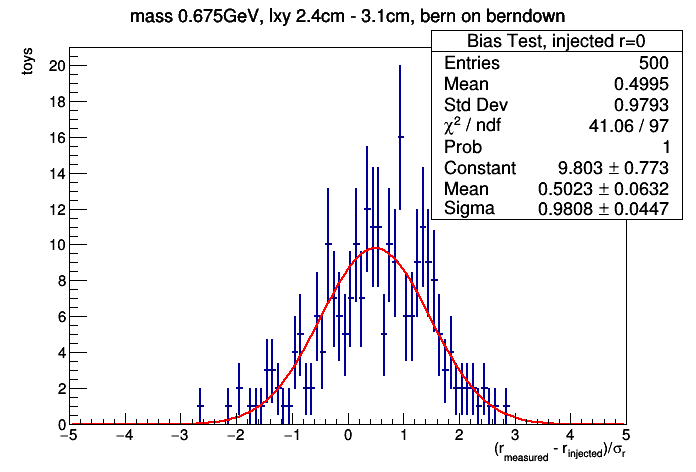 mass 0.675GeV, lxy 2.4cm - 3.1cm, bern on berndown
toys
Bias Test, injected r=0
Entries 500
Mean 0.4995
Std Dev 0.9793
χ² / ndf 41.06 / 97
Prob 1
Constant 9.803 ± 0.773
Mean 0.5023 ± 0.0632
Sigma 0.9808 ± 0.0447
20
18
16
14
12
10
8
6
4
2
0
−5 −4 −3 −2 −1 0 1 2 3 4 5
(r_measured - r_injected)/σ_r